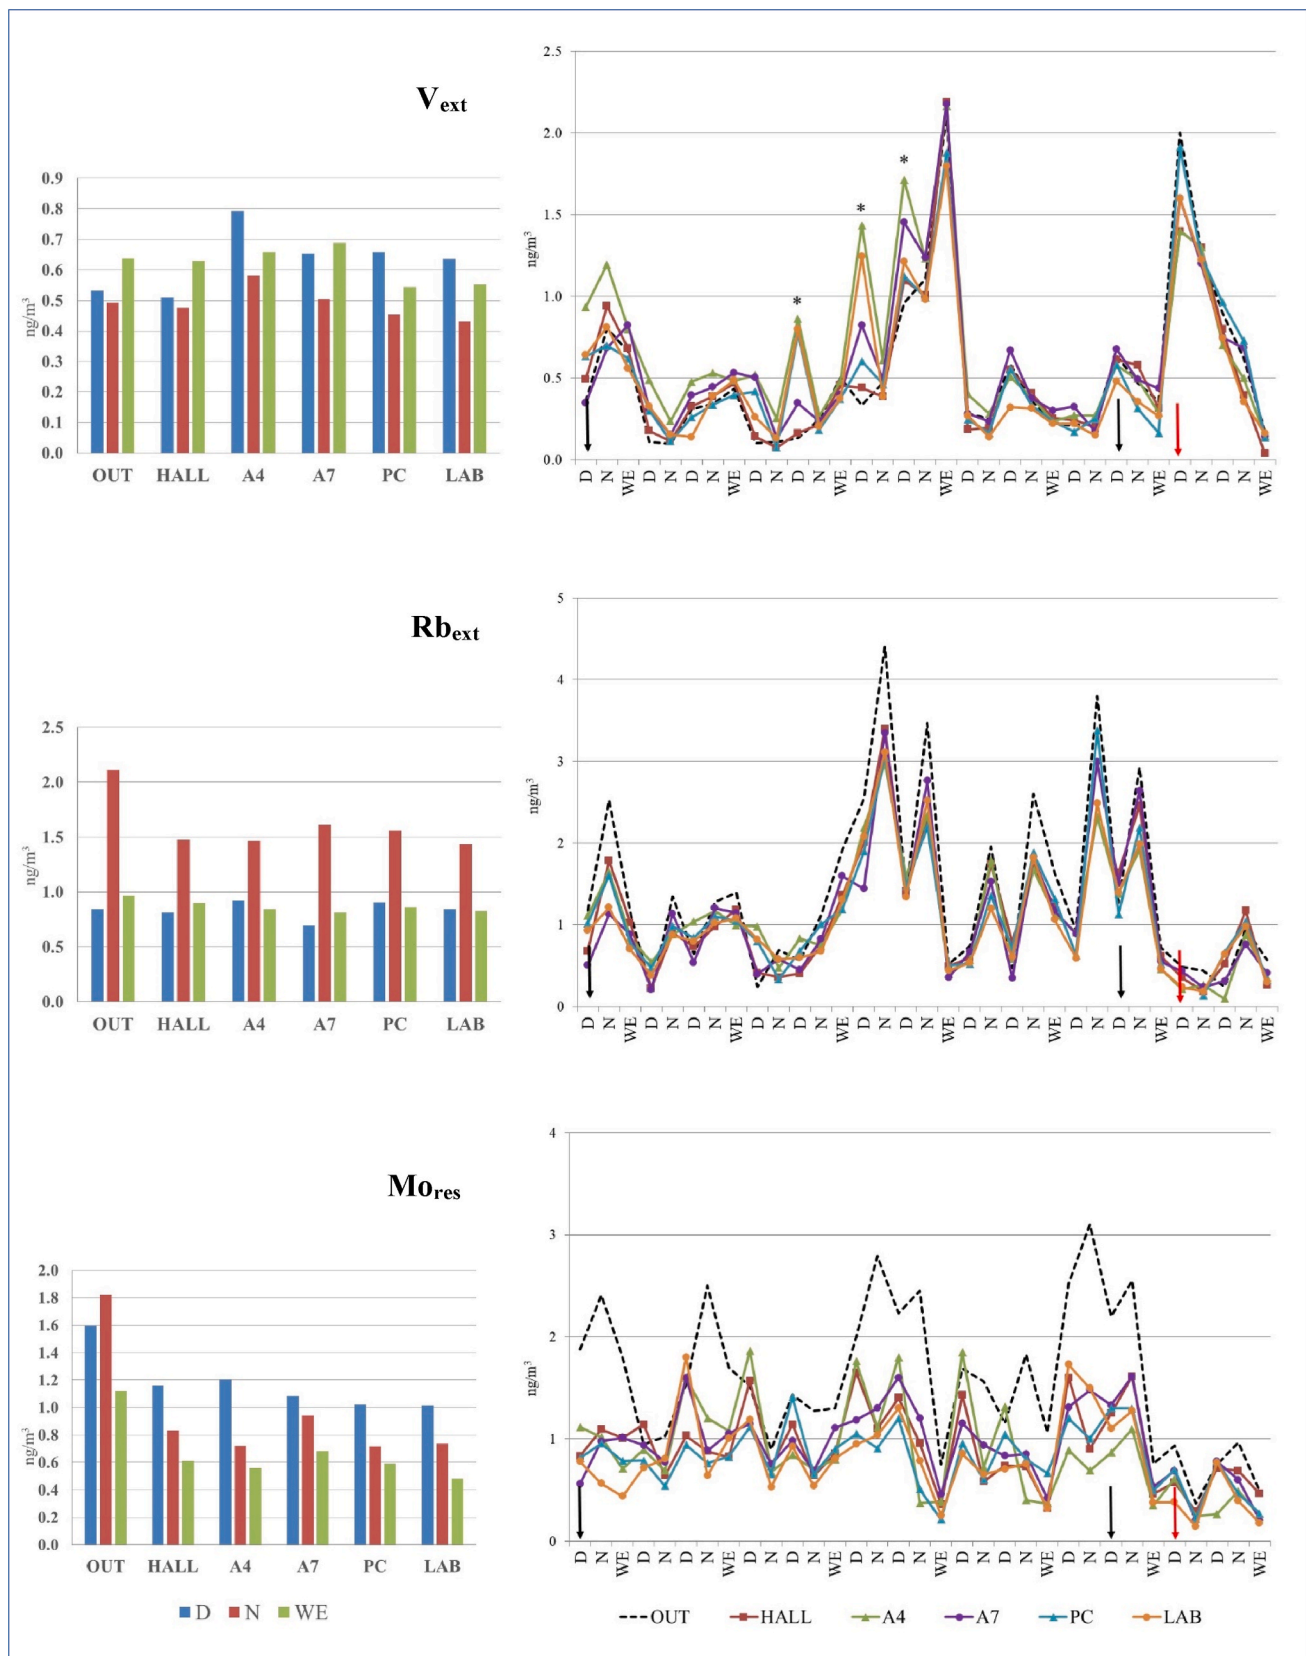 V_ext
0.9
0.8
0.7
0.6
0.5
0.4
0.3
0.2
0.1
0.0
ng/m³
OUT HALL A4 A7 PC LAB
2.5
2.0
1.5
1.0
0.5
0.0
ng/m³
* * *
D N WE D N D N WE D N D N WE D N D N WE D N D N WE D N D N WE D N D N WE
Rb_ext
2.5
2.0
1.5
1.0
0.5
0.0
ng/m³
OUT HALL A4 A7 PC LAB
5
4
3
2
1
0
ng/m³
D N WE D N D N WE D N D N WE D N D N WE D N D N WE D N D N WE D N D N WE
Mo_res
2.0
1.8
1.6
1.4
1.2
1.0
0.8
0.6
0.4
0.2
0.0
ng/m³
OUT HALL A4 A7 PC LAB
D N WE
4
3
2
1
0
ng/m³
D N WE D N D N WE D N D N WE D N D N WE D N D N WE D N D N WE D N D N WE
OUT HALL A4 A7 PC LAB